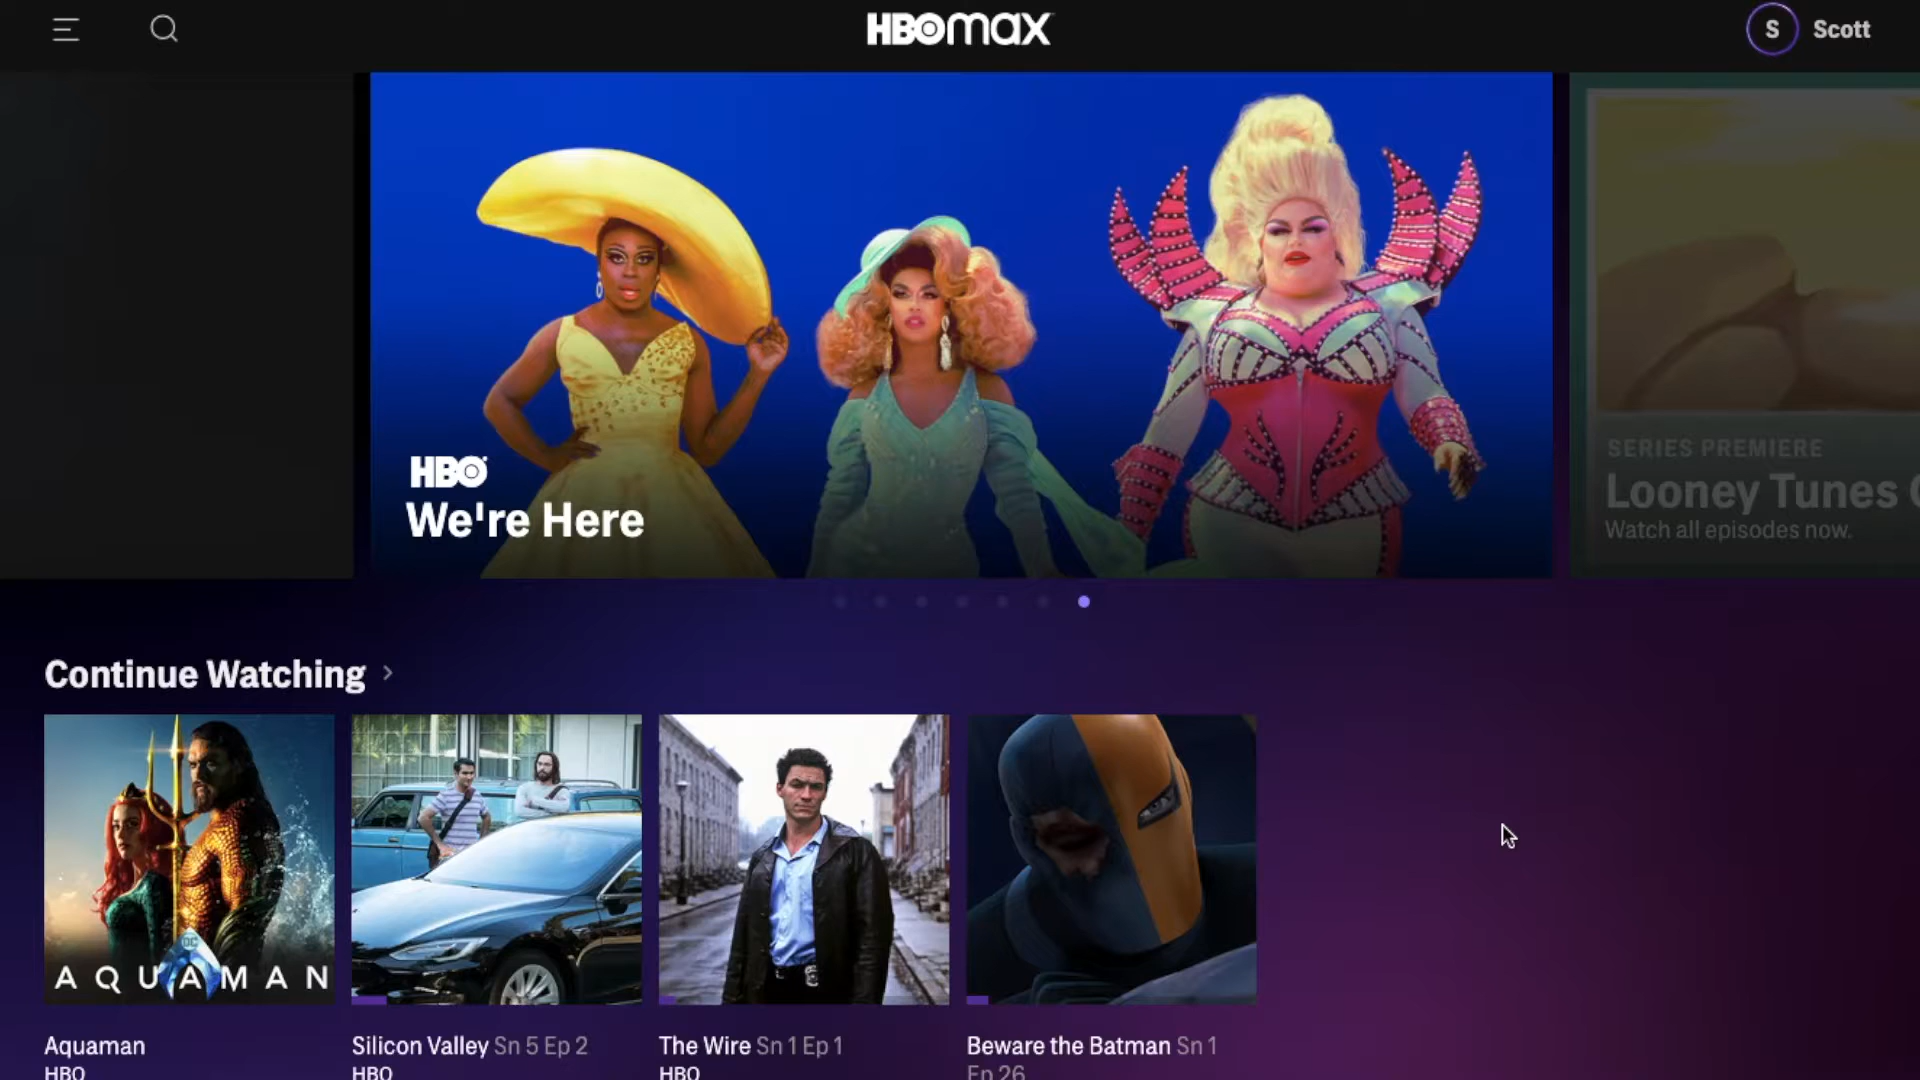 HBOmax
S Scott
HBO
We're Here
SERIES PREMIERE
Looney Tunes
Watch all episodes now.
Continue Watching
DC
AQUAMAN
Aquaman
HBO
Silicon Valley Sn 5 Ep 2
HBO
The Wire Sn 1 Ep 1
HBO
Beware the Batman Sn 1
Ep 26